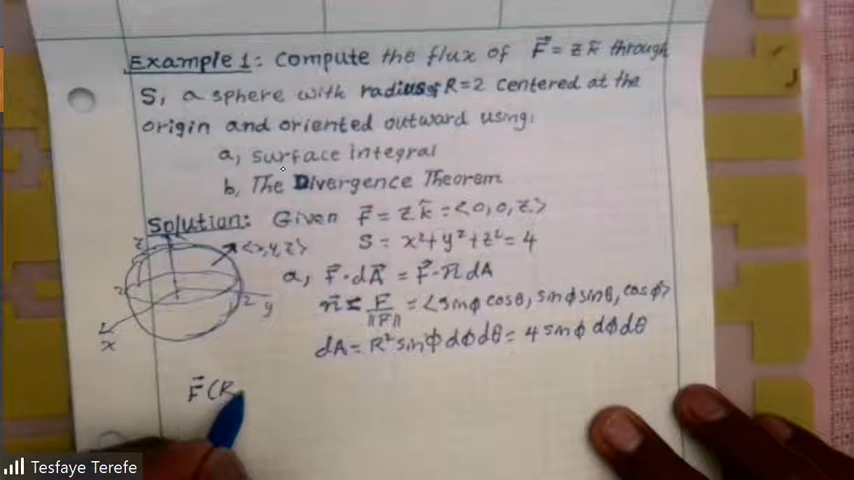 Example 1: Compute the flux of F⃗ = z k⃗ through
S, a sphere with radius of R=2 centered at the
origin and oriented outward using:
a, surface integral
b, The Divergence Theorem
Solution: Given F⃗ = z k⃗ = <0, 0, z>
S = x²+y²+z² = 4
z
<x,y,z>
2
2
y
x
a, F⃗·dA⃗ = F⃗·n⃗ dA
n⃗ = r/||r|| = <sinφ cosθ, sinφ sinθ, cosφ>
dA = R² sinφ dφ dθ = 4 sinφ dφ dθ
F⃗(R
Tesfaye Terefe